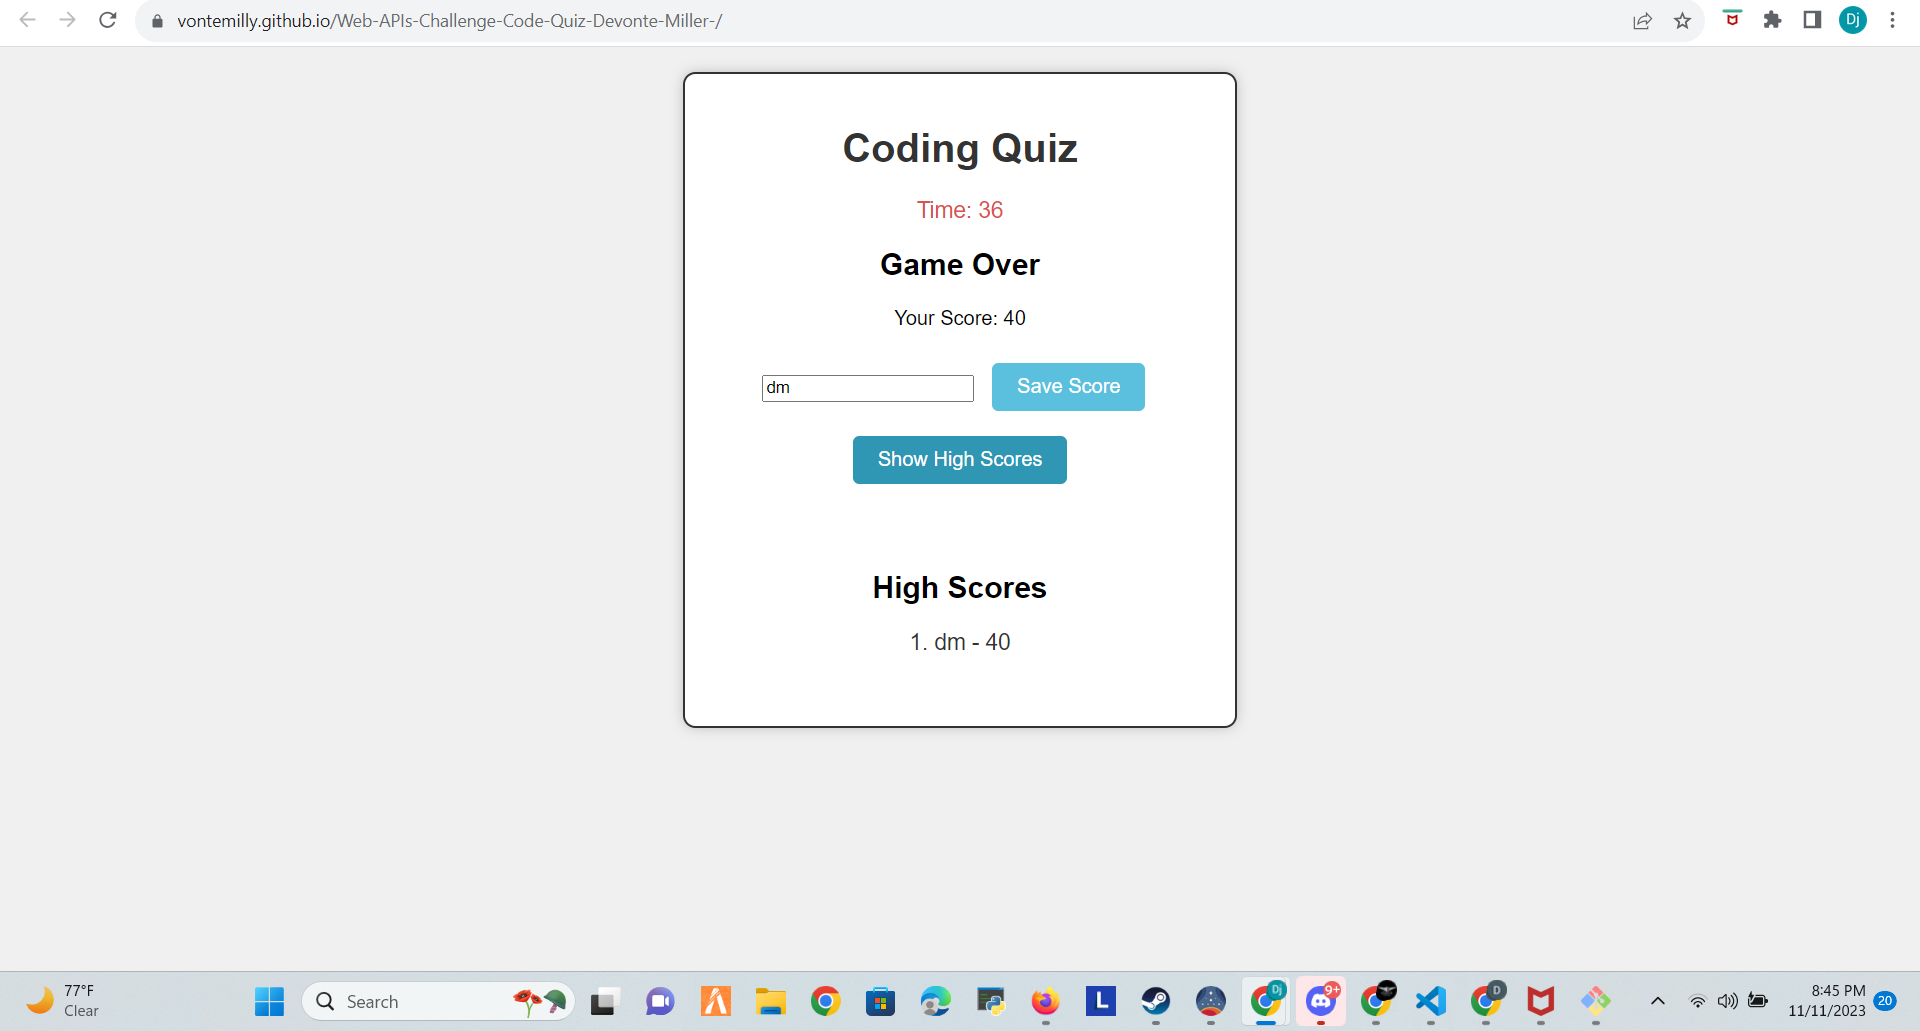 vontemilly.github.io/Web-APIs-Challenge-Code-Quiz-Devonte-Miller-/
Dj
Coding Quiz
Time: 36
Game Over
Your Score: 40
dm
Save Score
Show High Scores
High Scores
1. dm - 40
77°F
Clear
Search
L
Dj
9+
D
8:45 PM
11/11/2023
20